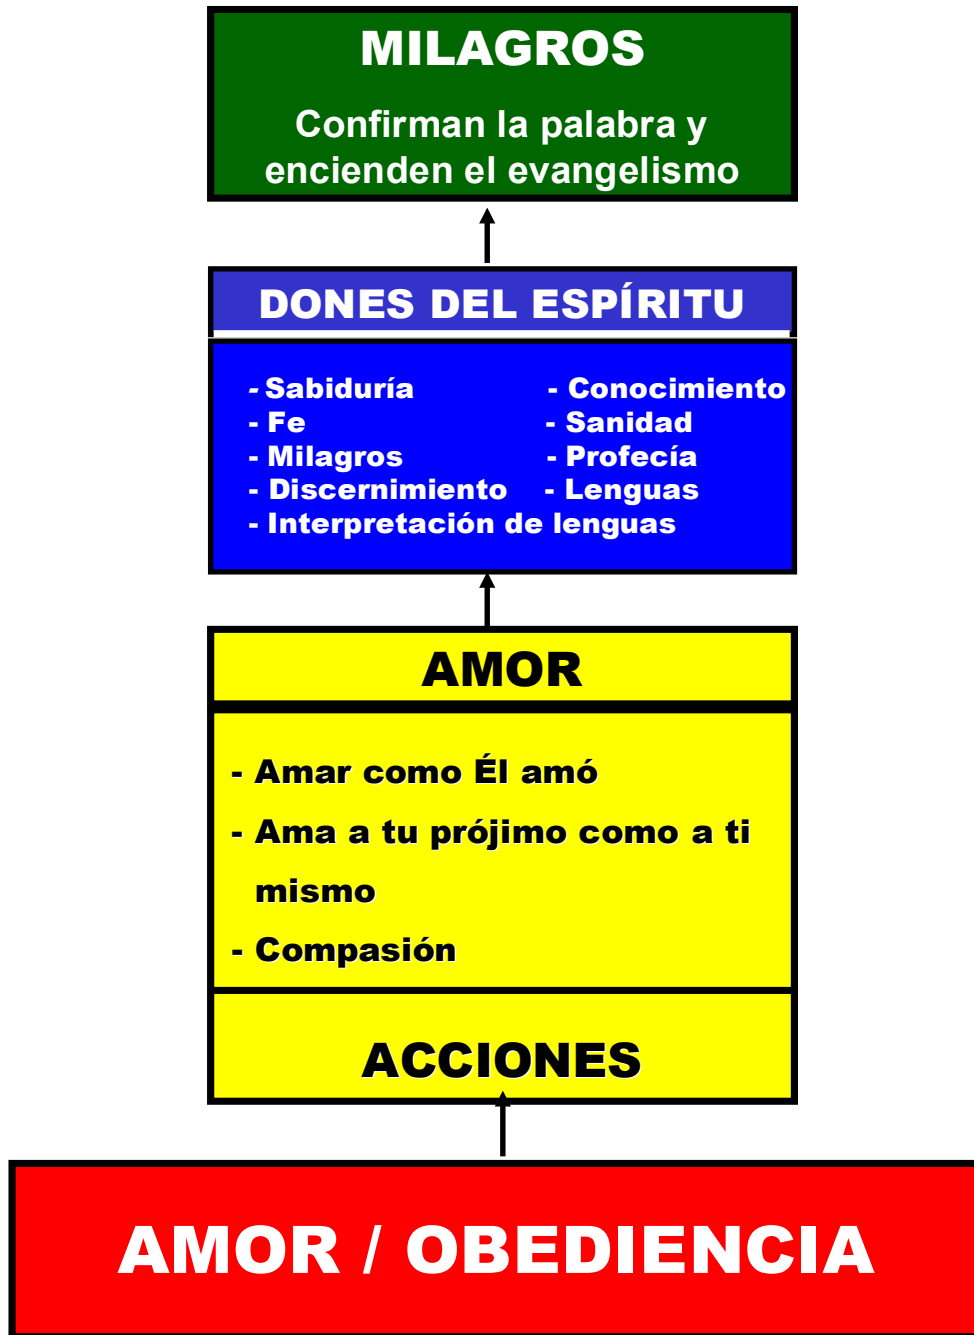 MILAGROS
Confirman la palabra y
encienden el evangelismo
DONES DEL ESPÍRITU
- Sabiduría - Conocimiento
- Fe - Sanidad
- Milagros - Profecía
- Discernimiento - Lenguas
- Interpretación de lenguas
AMOR
- Amar como Él amó
- Ama a tu prójimo como a ti
mismo
- Compasión
ACCIONES
AMOR / OBEDIENCIA